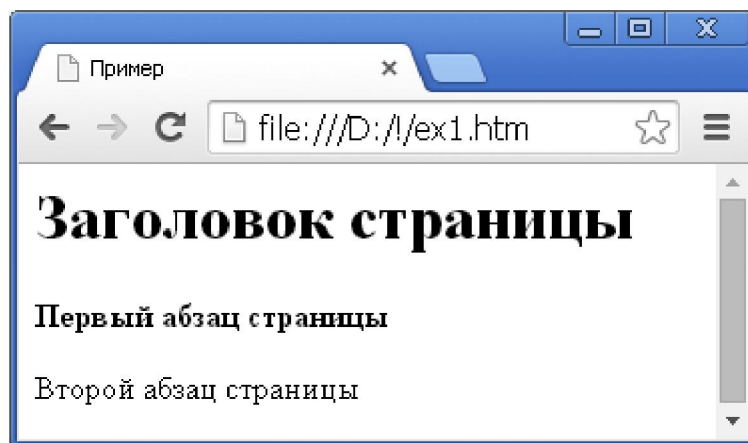 Пример
file:///D:/!/ex1.htm
Заголовок страницы
Первый абзац страницы
Второй абзац страницы